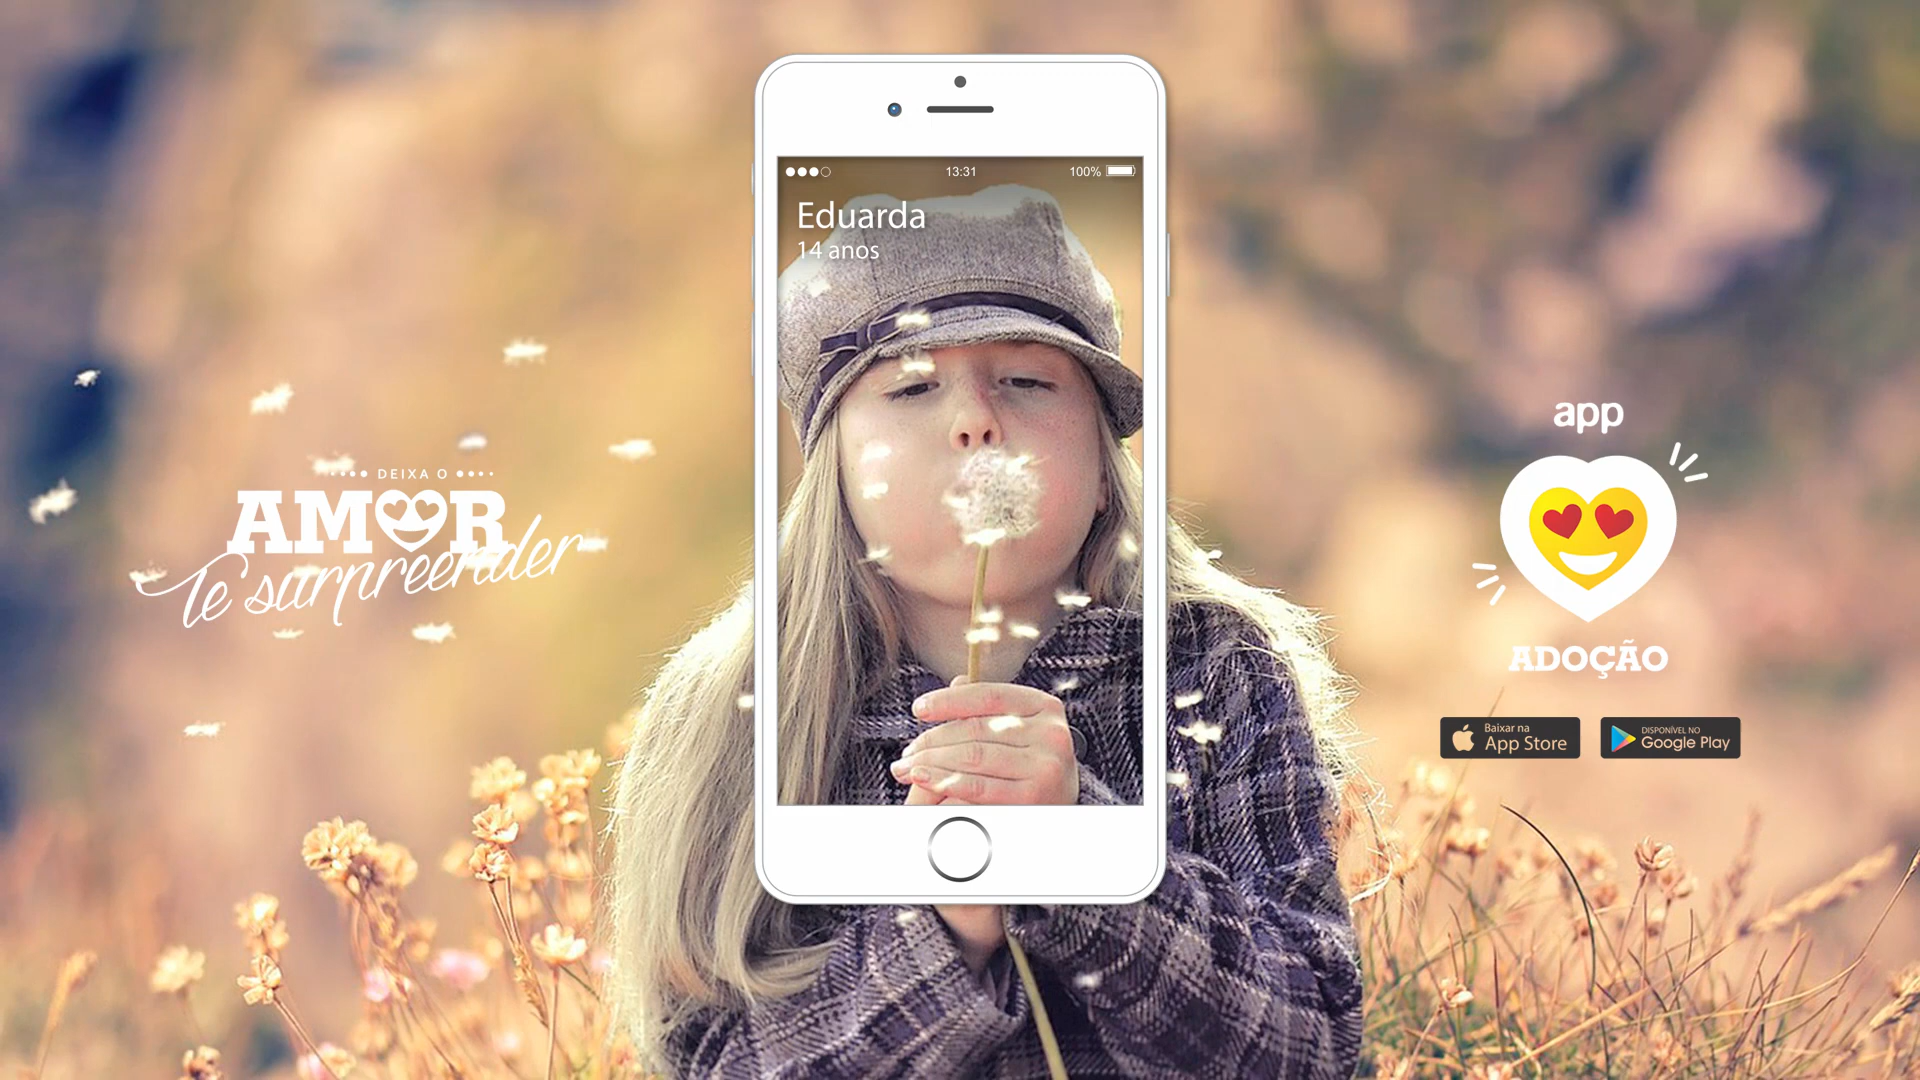 13:31
100%
Eduarda
14 anos
DEIXA O
AMOR
te surpreender
app
ADOÇÃO
Baixar na
App Store
DISPONÍVEL NO
Google Play